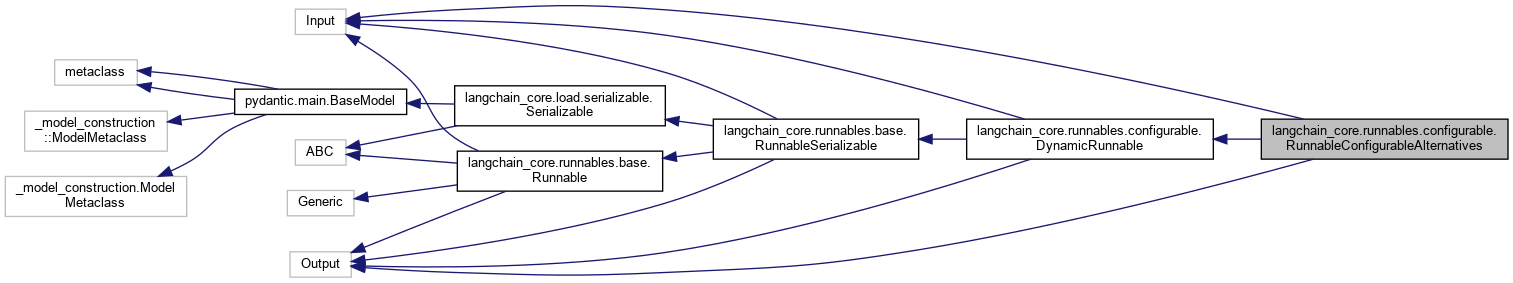 Input
metaclass
pydantic.main.BaseModel
_model_construction
::ModelMetaclass
_model_construction.Model
Metaclass
langchain_core.load.serializable.
Serializable
ABC
langchain_core.runnables.base.
Runnable
Generic
Output
langchain_core.runnables.base.
RunnableSerializable
langchain_core.runnables.configurable.
DynamicRunnable
langchain_core.runnables.configurable.
RunnableConfigurableAlternatives